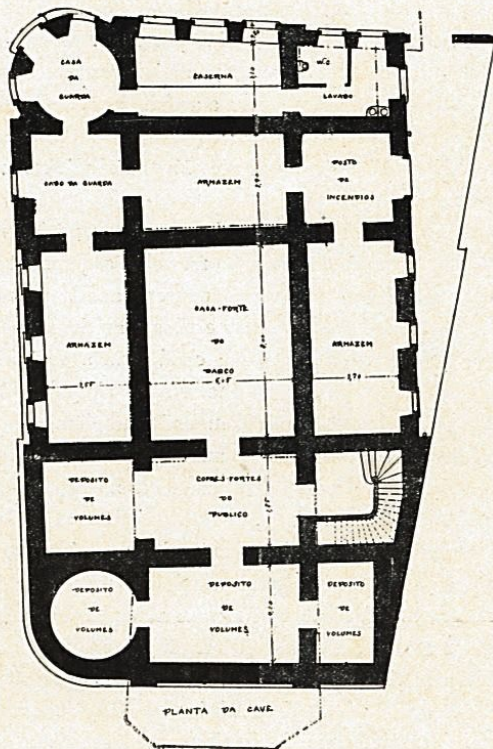 CASA
DA
GUARDA
CASERNA
W.C
LAVABO
CABO DA GUARDA
ARMAZEM
POSTO
DE
INCENDIOS
ARMAZEM
CASA-FORTE
DO
BANCO
ARMAZEM
DEPOSITO
DE
VOLUMES
COFRES FORTES
DO
PUBLICO
DEPOSITO
DE
VOLUMES
DEPOSITO
DE
VOLUMES
DEPOSITO
DE
VOLUMES
PLANTA DA CAVE